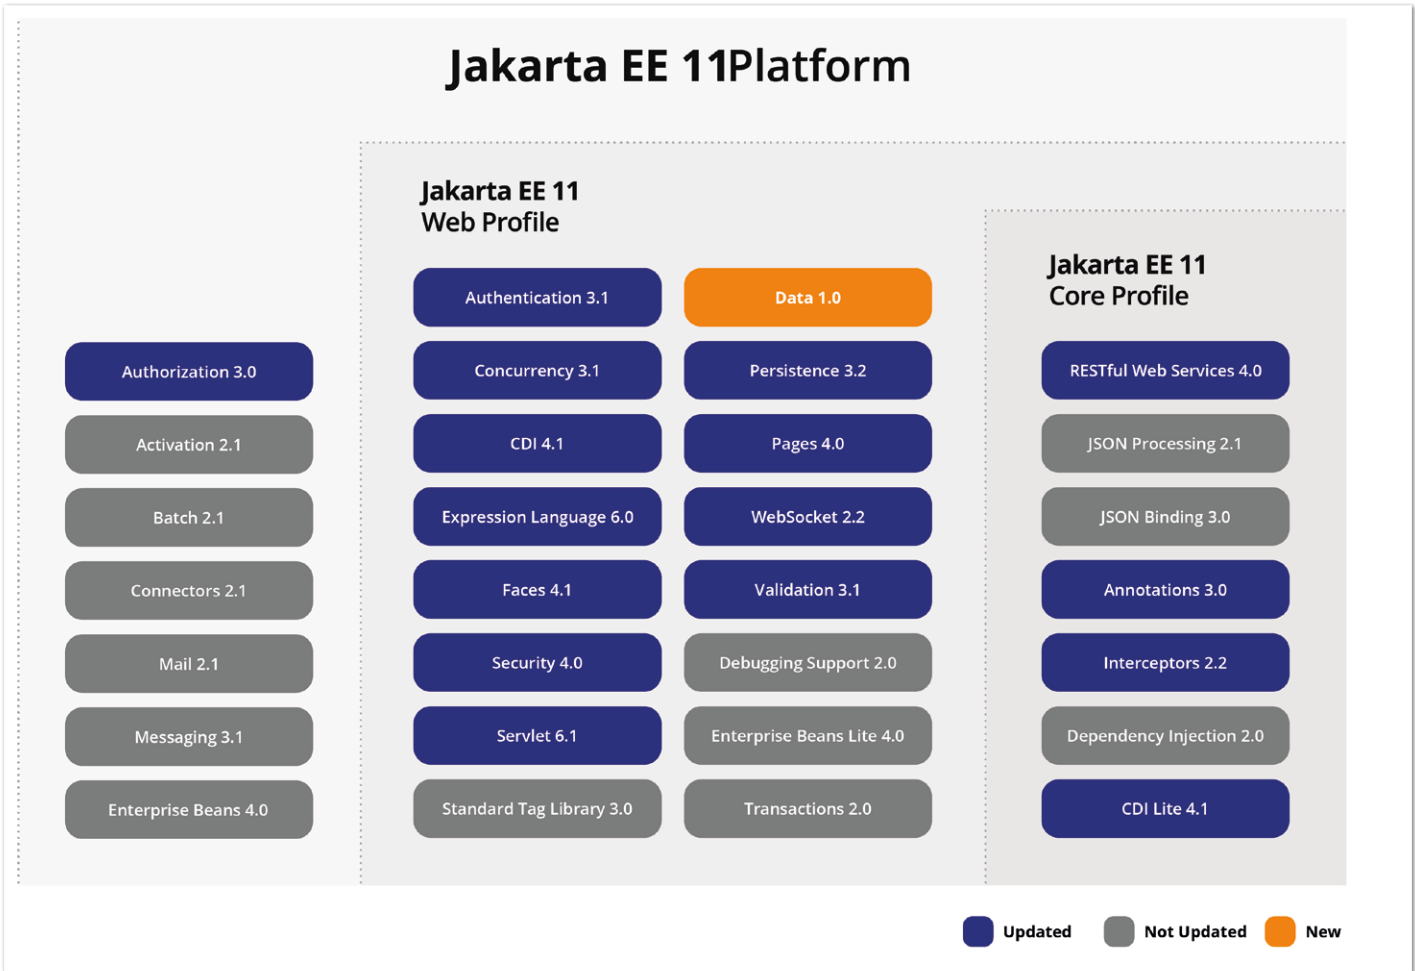 Jakarta EE 11 Platform
Jakarta EE 11
Web Profile
Jakarta EE 11
Core Profile
Authorization 3.0
Activation 2.1
Batch 2.1
Connectors 2.1
Mail 2.1
Messaging 3.1
Enterprise Beans 4.0
Authentication 3.1
Concurrency 3.1
CDI 4.1
Expression Language 6.0
Faces 4.1
Security 4.0
Servlet 6.1
Standard Tag Library 3.0
Data 1.0
Persistence 3.2
Pages 4.0
WebSocket 2.2
Validation 3.1
Debugging Support 2.0
Enterprise Beans Lite 4.0
Transactions 2.0
RESTful Web Services 4.0
JSON Processing 2.1
JSON Binding 3.0
Annotations 3.0
Interceptors 2.2
Dependency Injection 2.0
CDI Lite 4.1
Updated
Not Updated
New